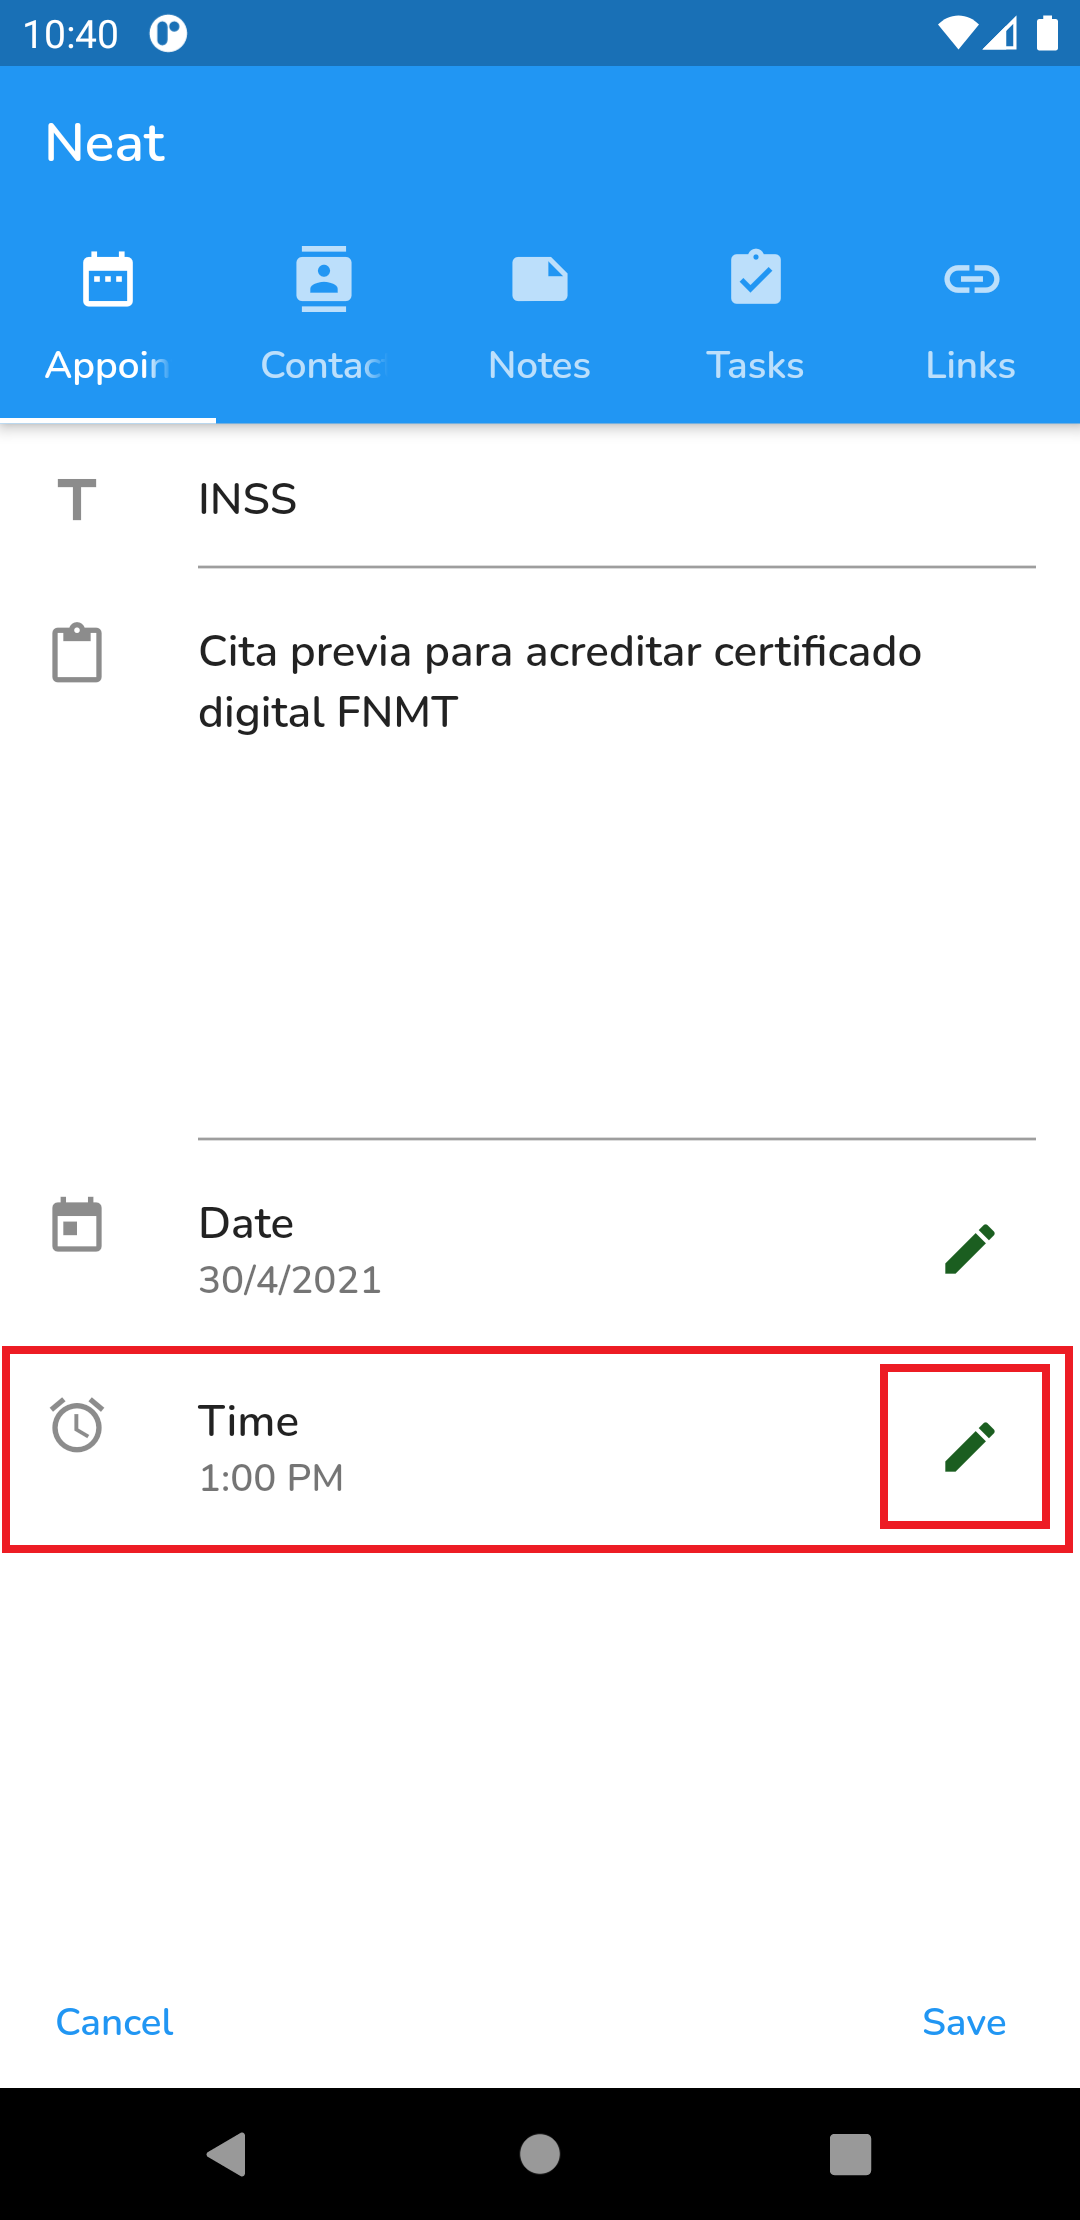 10:40
Neat
Appoin
Contac
Notes
Tasks
Links
INSS
Cita previa para acreditar certificado
digital FNMT
Date
30/4/2021
Time
1:00 PM
Cancel
Save